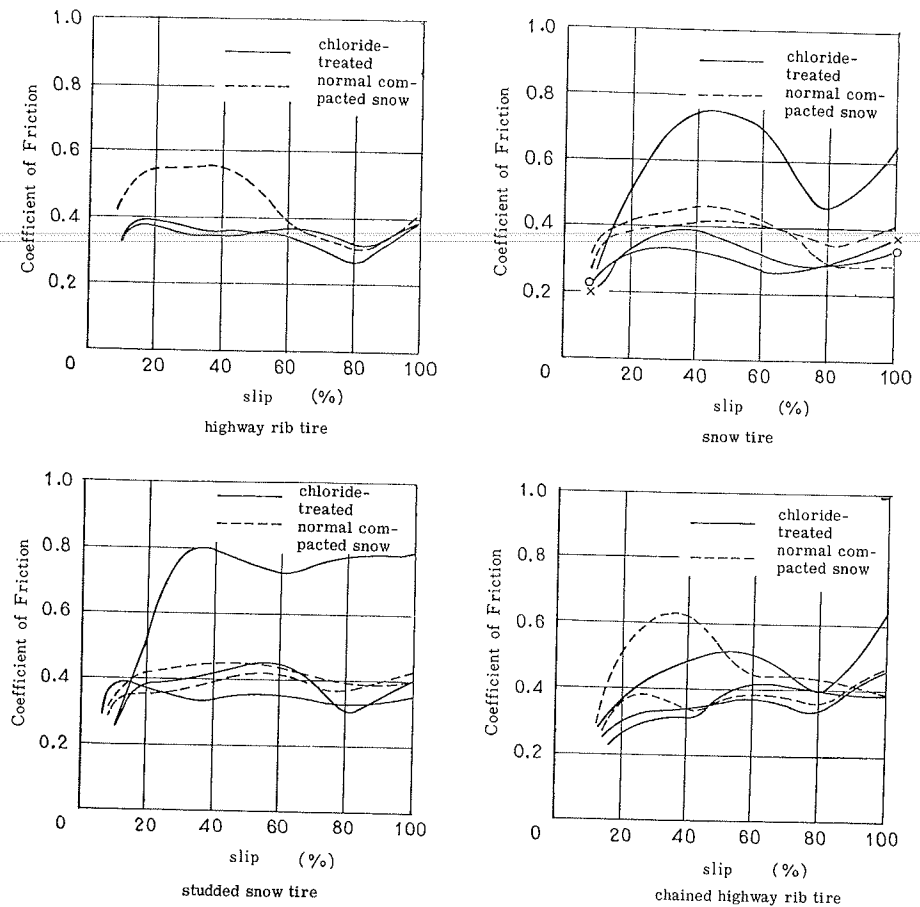 1.0
0.8
0.6
0.4
0.2
0
20
40
60
80
100
Coefficient of Friction
chloride-
treated
normal com-
pacted snow
slip (%)
highway rib tire
1.0
0.8
0.6
0.4
0.2
0
20
40
60
80
100
Coefficient of Friction
chloride-
treated
normal com-
pacted snow
slip (%)
snow tire
1.0
0.8
0.6
0.4
0.2
0
20
40
60
80
100
Coefficient of Friction
chloride-
treated
normal com-
pacted snow
slip (%)
studded snow tire
1.0
0.8
0.6
0.4
0.2
0
20
40
60
80
100
Coefficient of Friction
chloride-
treated
normal com-
pacted snow
slip (%)
chained highway rib tire